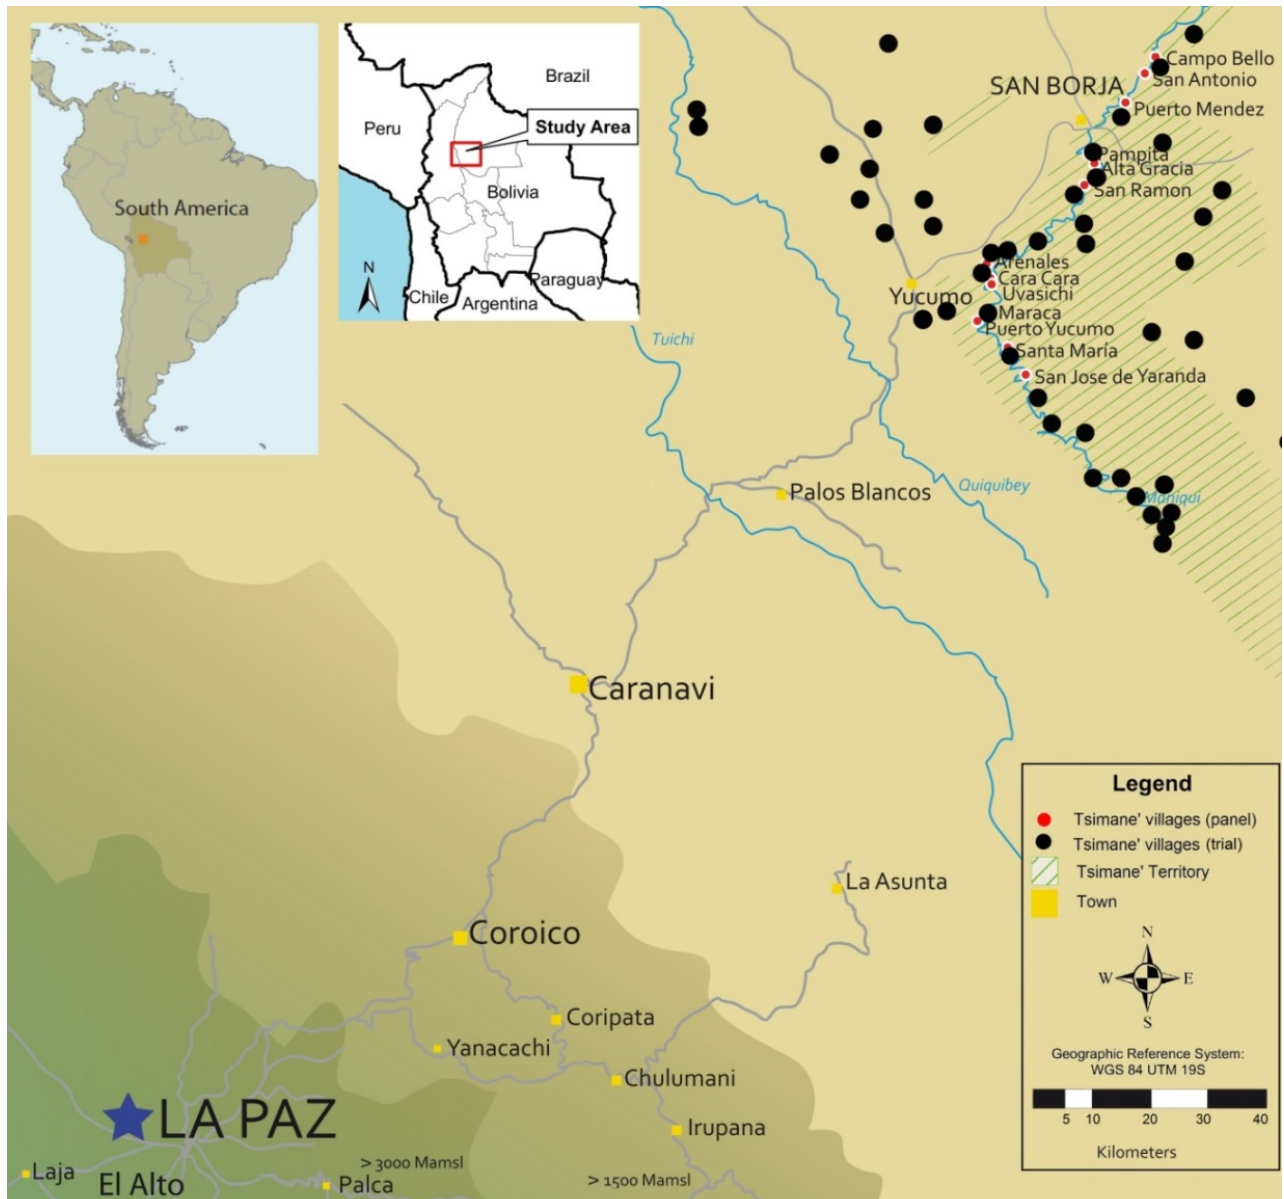 South America
Brazil
Peru
Study Area
Bolivia
N
Paraguay
Chile
Argentina
Campo Bello
San Antonio
SAN BORJA
Puerto Mendez
Pampita
Alta Gracia
San Ramon
Arenales
Cara Cara
Yucumo
Uvasichi
Maraca
Puerto Yucumo
Tuichi
Santa María
San Jose de Yaranda
Palos Blancos
Quiquibey
Maniqui
Caranavi
La Asunta
Coroico
Coripata
Yanacachi
Chulumani
LA PAZ
Irupana
> 3000 Mamsl
> 1500 Mamsl
Laja
El Alto
Palca
Legend
Tsimane' villages (panel)
Tsimane' villages (trial)
Tsimane' Territory
Town
N
W E
S
Geographic Reference System:
WGS 84 UTM 19S
5 10 20 30 40
Kilometers